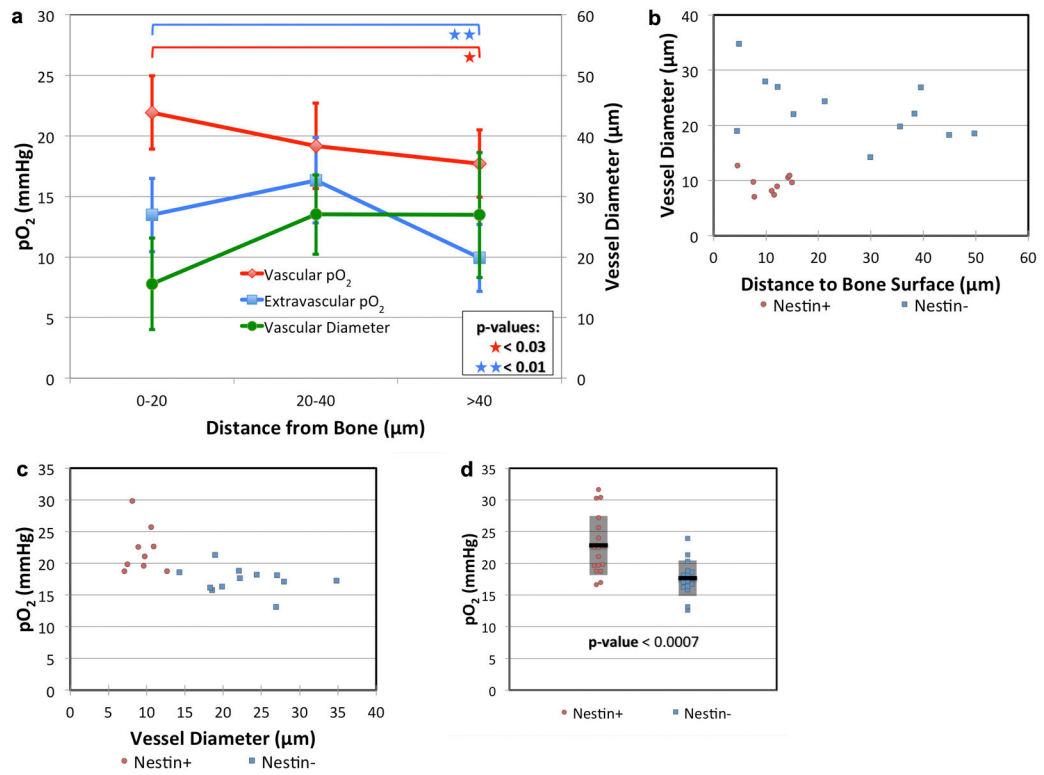 a
30
25
20
15
10
5
0
pO₂ (mmHg)
60
50
40
30
20
10
0
Vessel Diameter (μm)
★★
★
Vascular pO₂
Extravascular pO₂
Vascular Diameter
p-values:
★< 0.03
★★< 0.01
0-20
20-40
>40
Distance from Bone (μm)
b
40
30
20
10
0
Vessel Diameter (μm)
0 10 20 30 40 50 60
Distance to Bone Surface (μm)
Nestin+ Nestin-
c
35
30
25
20
15
10
5
0
pO₂ (mmHg)
0 5 10 15 20 25 30 35 40
Vessel Diameter (μm)
Nestin+ Nestin-
d
35
30
25
20
15
10
5
0
pO₂ (mmHg)
p-value < 0.0007
Nestin+ Nestin-